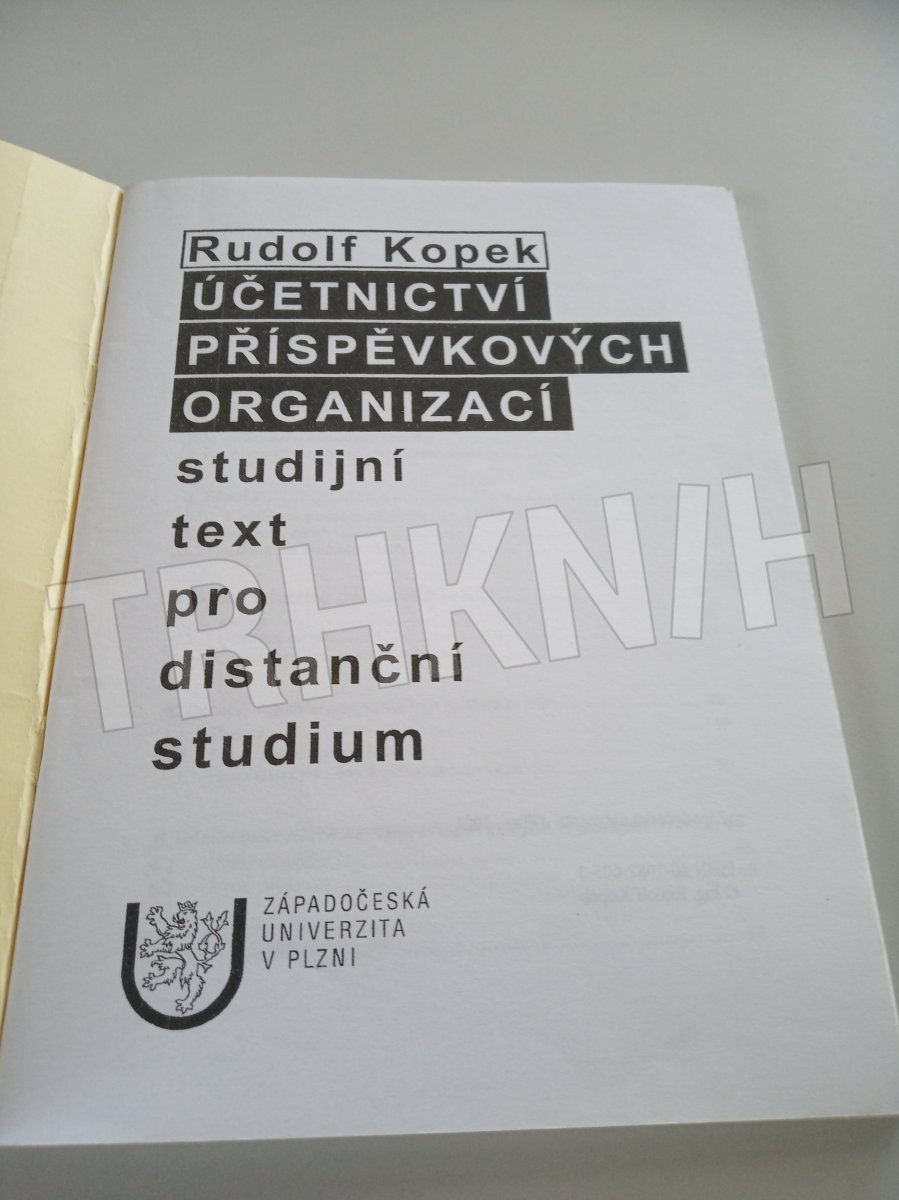 Rudolf Kopek
ÚČETNICTVÍ
PŘÍSPĚVKOVÝCH
ORGANIZACÍ
studijní
text
pro
distanční
studium
TRHKNIH
ZÁPADOČESKÁ
UNIVERZITA
V PLZNI